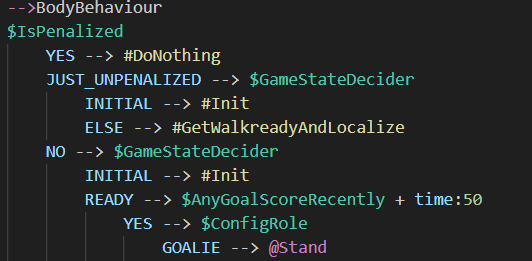 -->BodyBehaviour
$IsPenalized
    YES --> #DoNothing
    JUST_UNPENALIZED --> $GameStateDecider
        INITIAL --> #Init
        ELSE --> #GetWalkreadyAndLocalize
    NO --> $GameStateDecider
        INITIAL --> #Init
        READY --> $AnyGoalScoreRecently + time:50
            YES --> $ConfigRole
                GOALIE --> @Stand